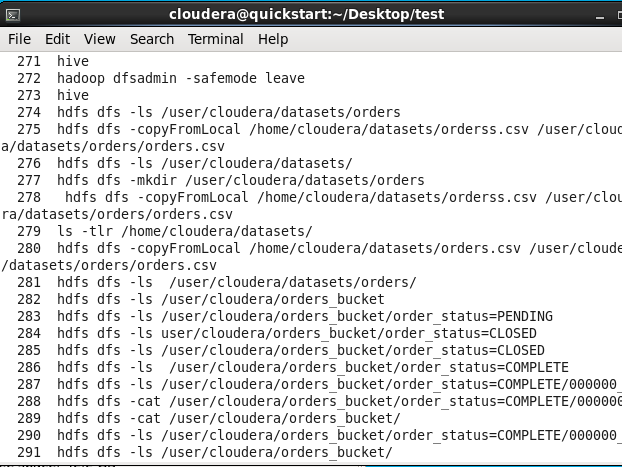 cloudera@quickstart:~/Desktop/test
File Edit View Search Terminal Help
271 hive
272 hadoop dfsadmin -safemode leave
273 hive
274 hdfs dfs -ls /user/cloudera/datasets/orders
275 hdfs dfs -copyFromLocal /home/cloudera/datasets/orderss.csv /user/cloud
a/datasets/orders/orders.csv
276 hdfs dfs -ls /user/cloudera/datasets/
277 hdfs dfs -mkdir /user/cloudera/datasets/orders
278  hdfs dfs -copyFromLocal /home/cloudera/datasets/orderss.csv /user/clou
ra/datasets/orders/orders.csv
279 ls -tlr /home/cloudera/datasets/
280 hdfs dfs -copyFromLocal /home/cloudera/datasets/orders.csv /user/cloude
/datasets/orders/orders.csv
281 hdfs dfs -ls  /user/cloudera/datasets/orders/
282 hdfs dfs -ls /user/cloudera/orders_bucket
283 hdfs dfs -ls /user/cloudera/orders_bucket/order_status=PENDING
284 hdfs dfs -ls user/cloudera/orders_bucket/order_status=CLOSED
285 hdfs dfs -ls /user/cloudera/orders_bucket/order_status=CLOSED
286 hdfs dfs -ls  /user/cloudera/orders_bucket/order_status=COMPLETE
287 hdfs dfs -ls /user/cloudera/orders_bucket/order_status=COMPLETE/000000_
288 hdfs dfs -cat /user/cloudera/orders_bucket/order_status=COMPLETE/000000
289 hdfs dfs -cat /user/cloudera/orders_bucket/
290 hdfs dfs -ls /user/cloudera/orders_bucket/order_status=COMPLETE/000000_
291 hdfs dfs -ls /user/cloudera/orders_bucket/